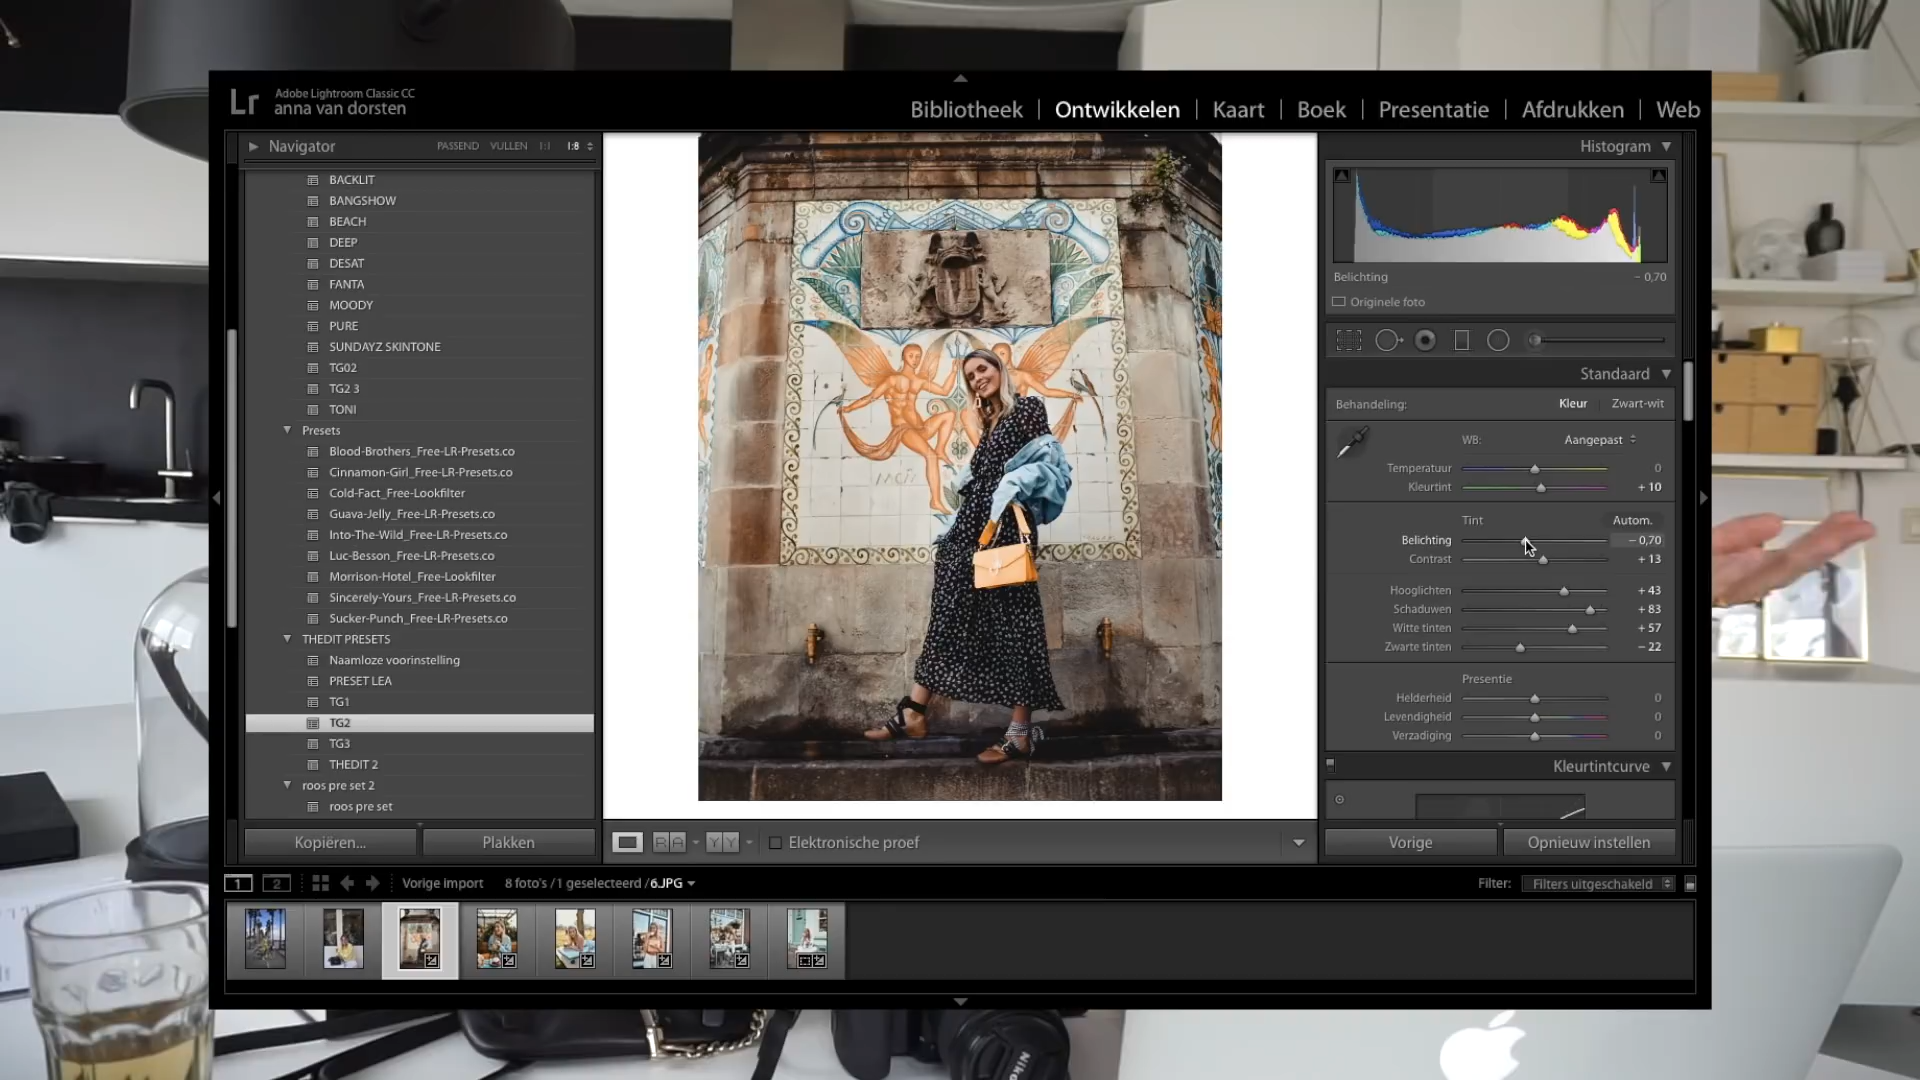 Lr
Adobe Lightroom Classic CC
anna van dorsten
Bibliotheek | Ontwikkelen | Kaart | Boek | Presentatie | Afdrukken | Web
Navigator PASSEND VULLEN 1:1 1:8
BACKLIT
BANGSHOW
BEACH
DEEP
DESAT
FANTA
MOODY
PURE
SUNDAYZ SKINTONE
TG02
TG2 3
TONI
Presets
Blood-Brothers_Free-LR-Presets.co
Cinnamon-Girl_Free-LR-Presets.co
Cold-Fact_Free-Lookfilter
Guava-Jelly_Free-LR-Presets.co
Into-The-Wild_Free-LR-Presets.co
Luc-Besson_Free-LR-Presets.co
Morrison-Hotel_Free-Lookfilter
Sincerely-Yours_Free-LR-Presets.co
Sucker-Punch_Free-LR-Presets.co
THEDIT PRESETS
Naamloze voorinstelling
PRESET LEA
TG1
TG2
TG3
THEDIT 2
roos pre set 2
roos pre set
Kopiëren... Plakken
R A Y Y Elektronische proef
Histogram
Belichting – 0,70
Originele foto
Standaard
Behandeling: Kleur | Zwart-wit
WB: Aangepast
Temperatuur 0
Kleurtint + 10
Tint Autom.
Belichting – 0,70
Contrast + 13
Hooglichten + 43
Schaduwen + 83
Witte tinten + 57
Zwarte tinten – 22
Presentie
Helderheid 0
Levendigheid 0
Verzadiging 0
Kleurtintcurve
Vorige Opnieuw instellen
1 2 Vorige import 8 foto's /1 geselecteerd /6.JPG Filter: Filters uitgeschakeld
Nikon